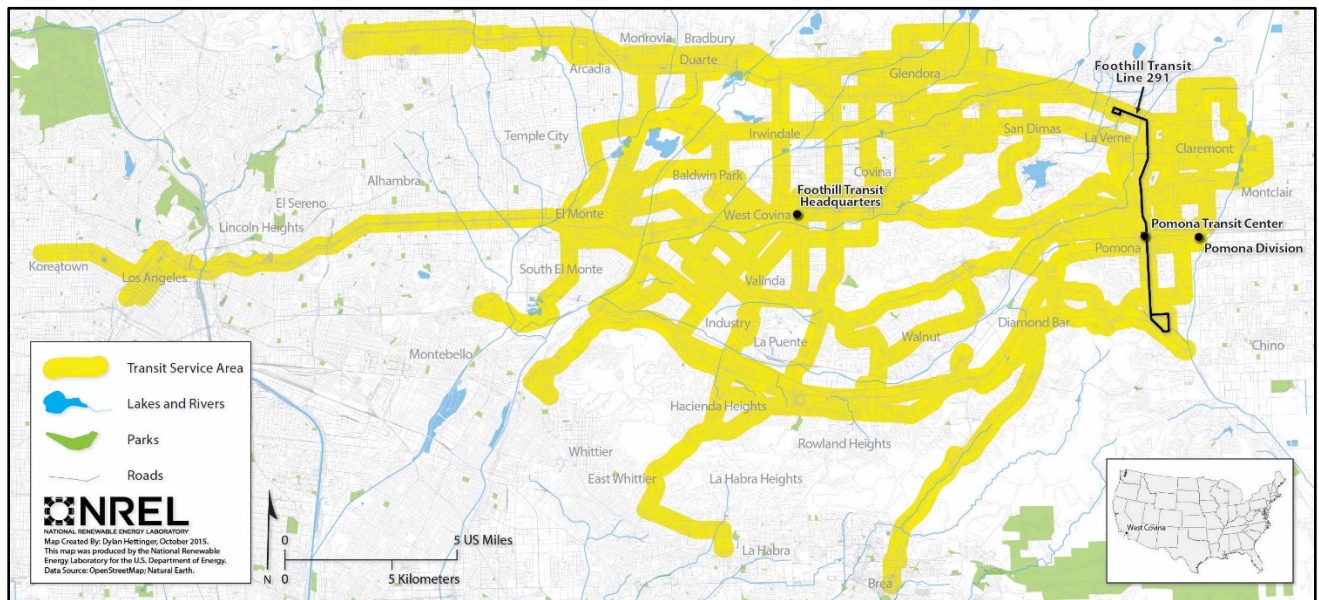 Monrovia Bradbury
Arcadia
Duarte
Glendora
Foothill Transit
Line 291
Temple City
Irwindale
San Dimas
La Verne
Claremont
Baldwin Park
Covina
Alhambra
Montclair
El Sereno
Foothill Transit
Headquarters
Lincoln Heights
El Monte
West Covina
Pomona Transit Center
Pomona
Pomona Division
Koreatown
Los Angeles
South El Monte
Valinda
Industry
La Puente
Walnut
Diamond Bar
Chino
Montebello
Hacienda Heights
Rowland Heights
Whittier
East Whittier
La Habra Heights
La Habra
Brea
Transit Service Area
Lakes and Rivers
Parks
Roads
NREL
NATIONAL RENEWABLE ENERGY LABORATORY
Map Created By: Dylan Hettinger, October 2015.
This map was produced by the National Renewable
Energy Laboratory for the U.S. Department of Energy.
Data Source: OpenStreetMap; Natural Earth.
N
0 5 US Miles
0 5 Kilometers
West Covina